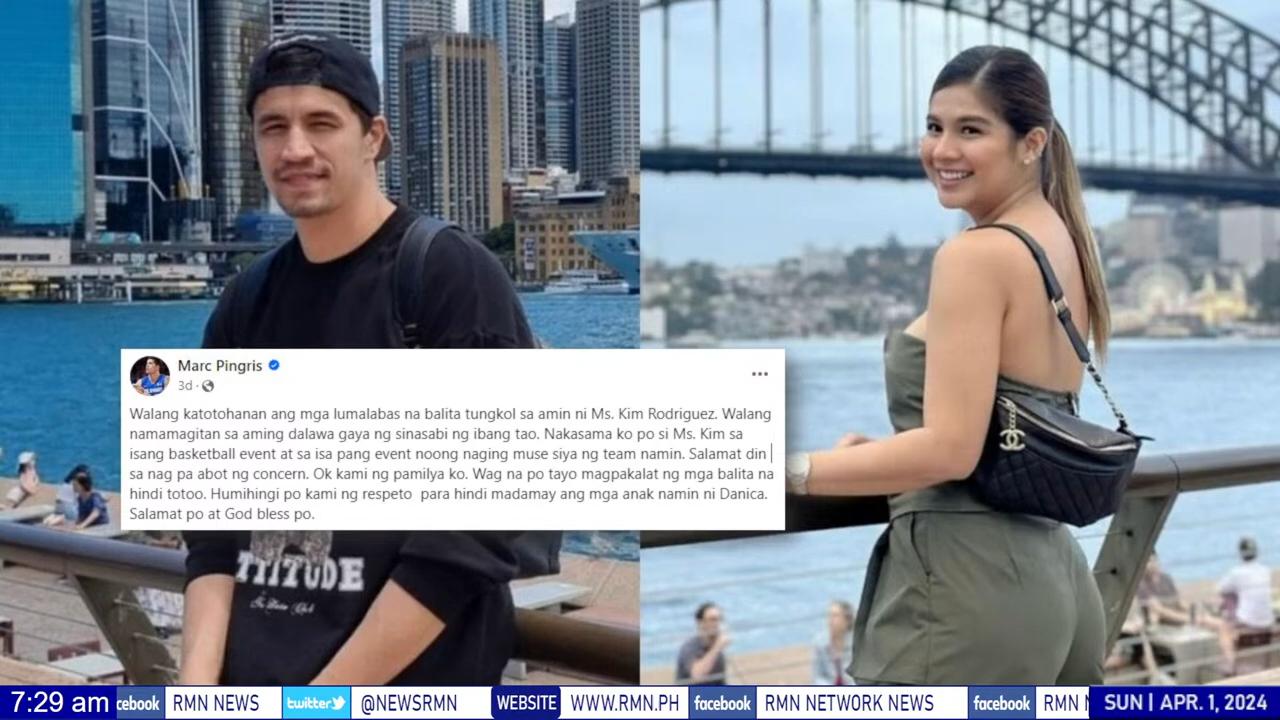 Marc Pingris
3d
Walang katotohanan ang mga lumalabas na balita tungkol sa amin ni Ms. Kim Rodriguez. Walang
namamagitan sa aming dalawa gaya ng sinasabi ng ibang tao. Nakasama ko po si Ms. Kim sa
isang basketball event at sa isa pang event noong naging muse siya ng team namin. Salamat din
sa nag pa abot ng concern. Ok kami ng pamilya ko. Wag na po tayo magpakalat ng mga balita na
hindi totoo. Humihingi po kami ng respeto  para hindi madamay ang mga anak namin ni Danica.
Salamat po at God bless po.
TTITUDE
7:29 am cebook RMN NEWS twitter @NEWSRMN WEBSITE WWW.RMN.PH facebook RMN NETWORK NEWS facebook RMN SUN | APR. 1, 2024